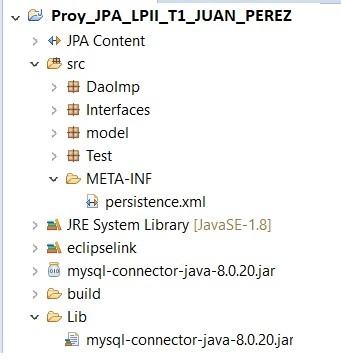 Proy_JPA_LPII_T1_JUAN_PEREZ
JPA Content
src
DaoImp
Interfaces
model
Test
META-INF
persistence.xml
JRE System Library [JavaSE-1.8]
eclipselink
mysql-connector-java-8.0.20.jar
build
Lib
mysql-connector-java-8.0.20.jar